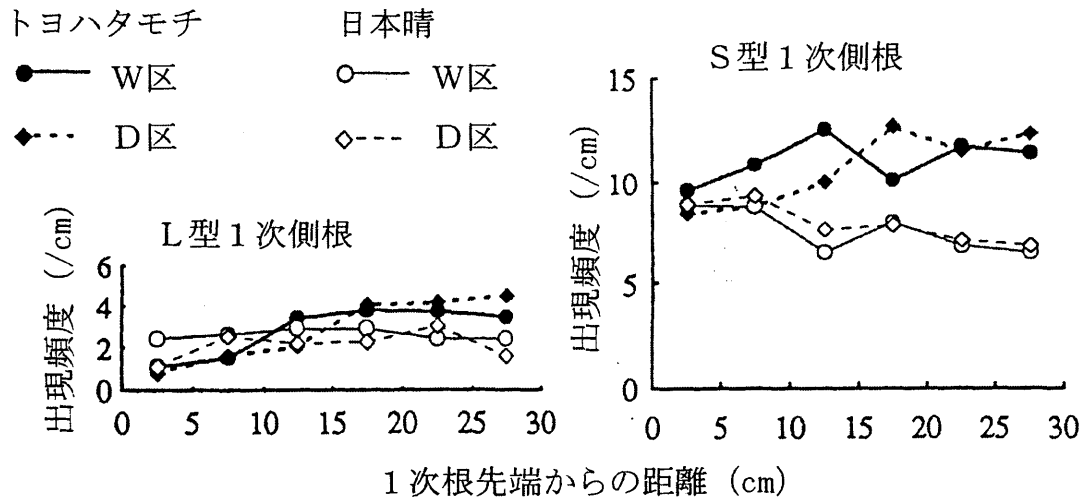 トヨハタモチ 日本晴
W区 W区
D区 D区
S型1次側根
出現頻度 (/cm)
15
10
5
0
0 5 10 15 20 25 30
L型1次側根
出現頻度 (/cm)
6
4
2
0
0 5 10 15 20 25 30
1次根先端からの距離 (cm)